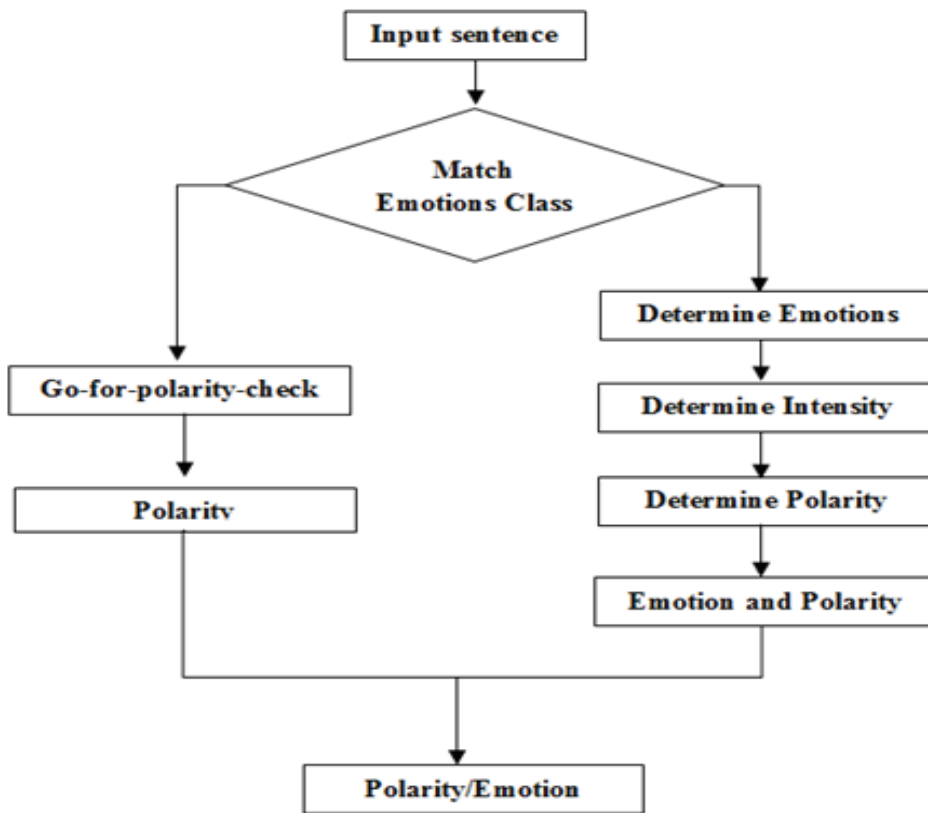 Input sentence
Match
Emotions Class
Determine Emotions
Go-for-polarity-check
Determine Intensity
Polarity
Determine Polarity
Emotion and Polarity
Polarity/Emotion